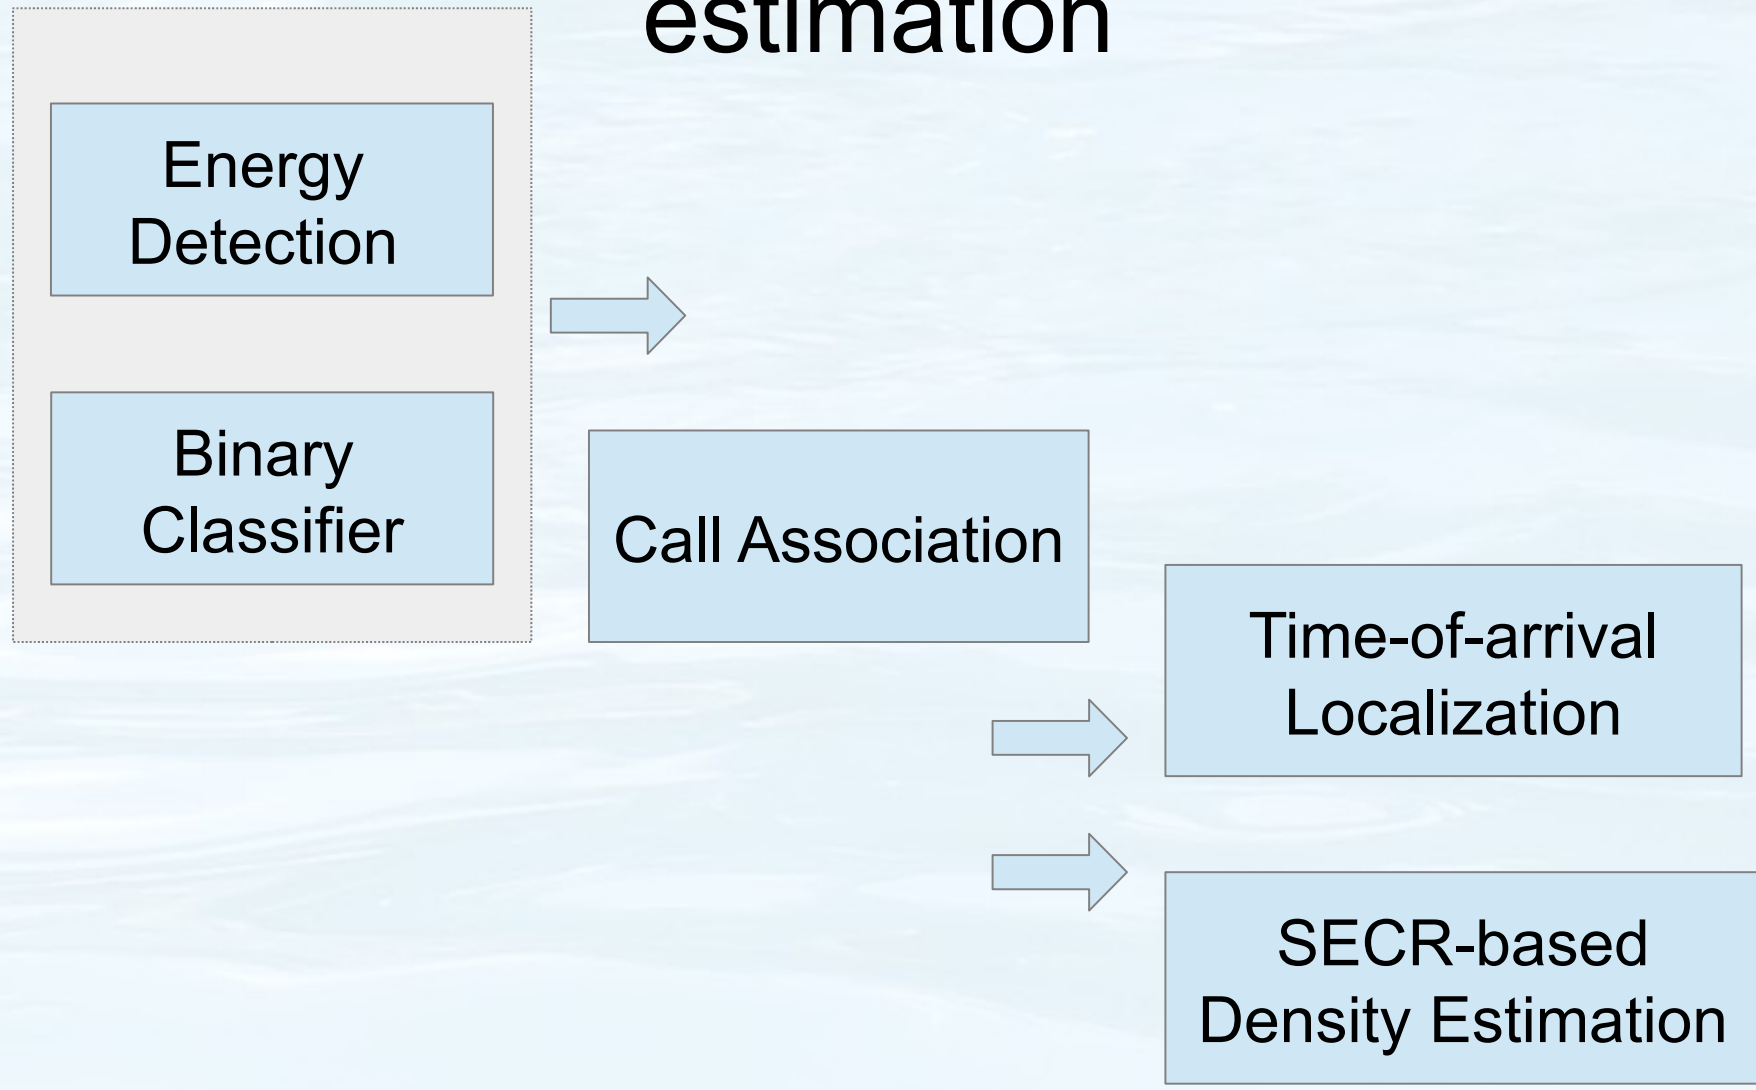 estimation
Energy
Detection
Binary
Classifier
Call Association
Time-of-arrival
Localization
SECR-based
Density Estimation